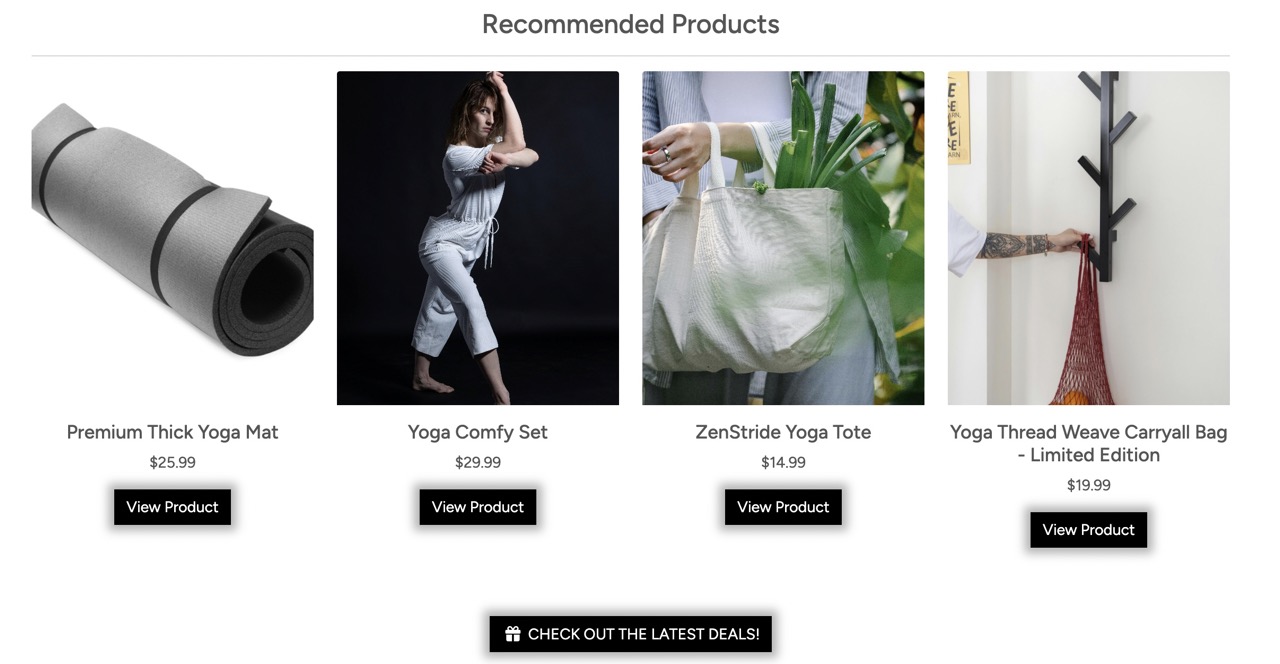 Recommended Products
Premium Thick Yoga Mat
$25.99
View Product
Yoga Comfy Set
$29.99
View Product
ZenStride Yoga Tote
$14.99
View Product
Yoga Thread Weave Carryall Bag
- Limited Edition
$19.99
View Product
CHECK OUT THE LATEST DEALS!